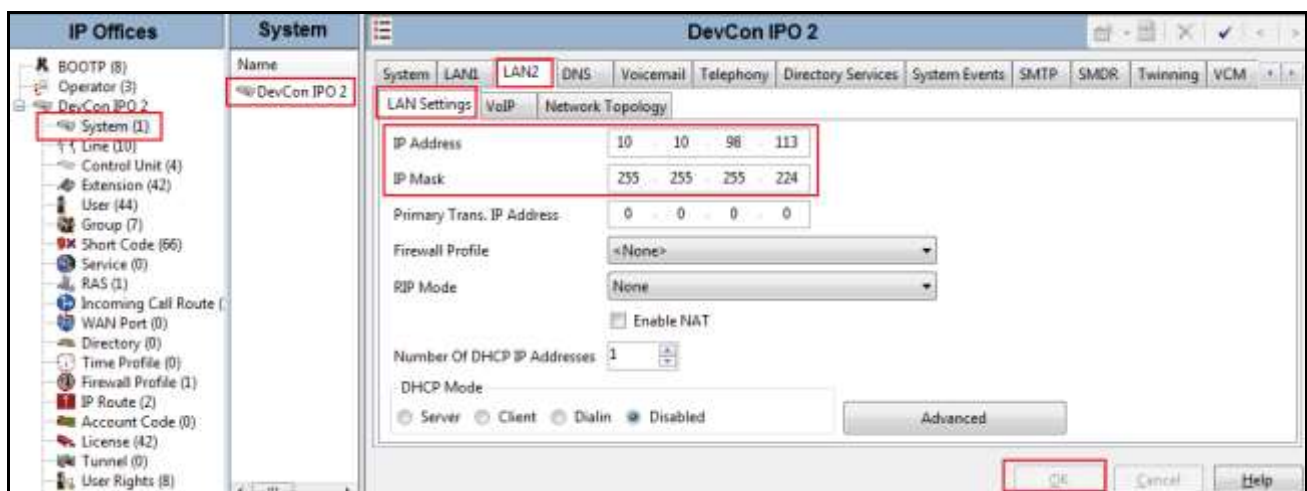 IP Offices
BOOTP (8)
Operator (3)
DevCon IPO 2
System (1)
Line (10)
Control Unit (4)
Extension (42)
User (44)
Group (7)
Short Code (66)
Service (0)
RAS (1)
Incoming Call Route (
WAN Port (0)
Directory (0)
Time Profile (0)
Firewall Profile (1)
IP Route (2)
Account Code (0)
License (42)
Tunnel (0)
User Rights (8)
System
Name
DevCon IPO 2
DevCon IPO 2
System LAN1 LAN2 DNS Voicemail Telephony Directory Services System Events SMTP SMDR Twinning VCM
LAN Settings VoIP Network Topology
IP Address 10 . 10 . 98 . 113
IP Mask 255 . 255 . 255 . 224
Primary Trans. IP Address 0 . 0 . 0 . 0
Firewall Profile <None>
RIP Mode None
Enable NAT
Number Of DHCP IP Addresses 1
DHCP Mode
Server Client Dialin Disabled Advanced
OK Cancel Help